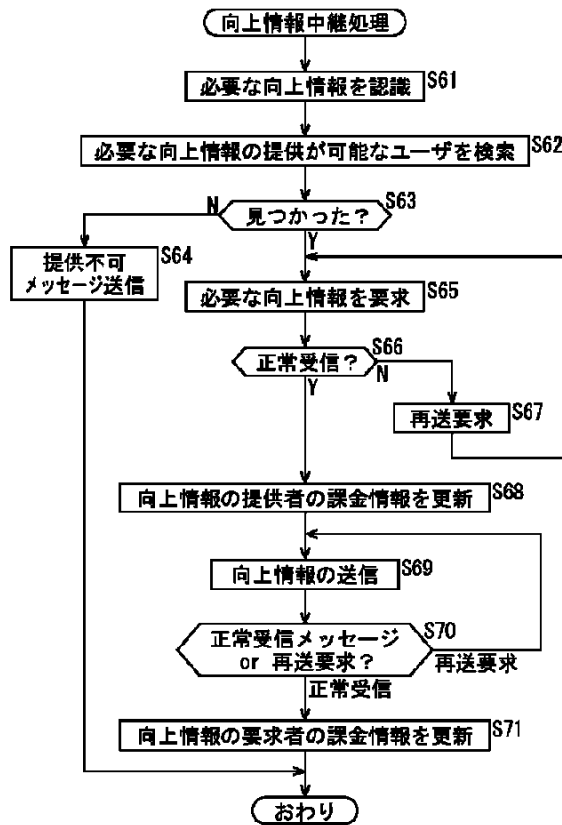 向上情報中継処理
必要な向上情報を認識
S61
必要な向上情報の提供が可能なユーザを検索
S62
見つかった？
S63
N
Y
提供不可
メッセージ送信
S64
必要な向上情報を要求
S65
正常受信？
S66
N
Y
再送要求
S67
向上情報の提供者の課金情報を更新
S68
向上情報の送信
S69
正常受信メッセージ
or 再送要求？
S70
再送要求
正常受信
向上情報の要求者の課金情報を更新
S71
おわり